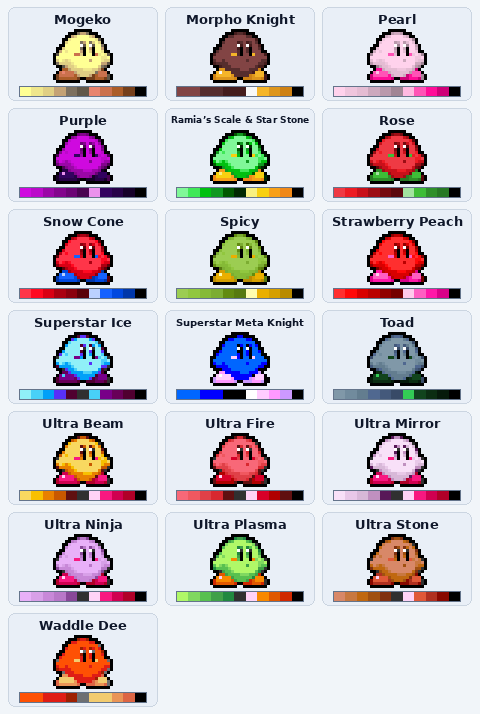 Mogeko
Morpho Knight
Pearl
Purple
Ramia's Scale & Star Stone
Rose
Snow Cone
Spicy
Strawberry Peach
Superstar Ice
Superstar Meta Knight
Toad
Ultra Beam
Ultra Fire
Ultra Mirror
Ultra Ninja
Ultra Plasma
Ultra Stone
Waddle Dee